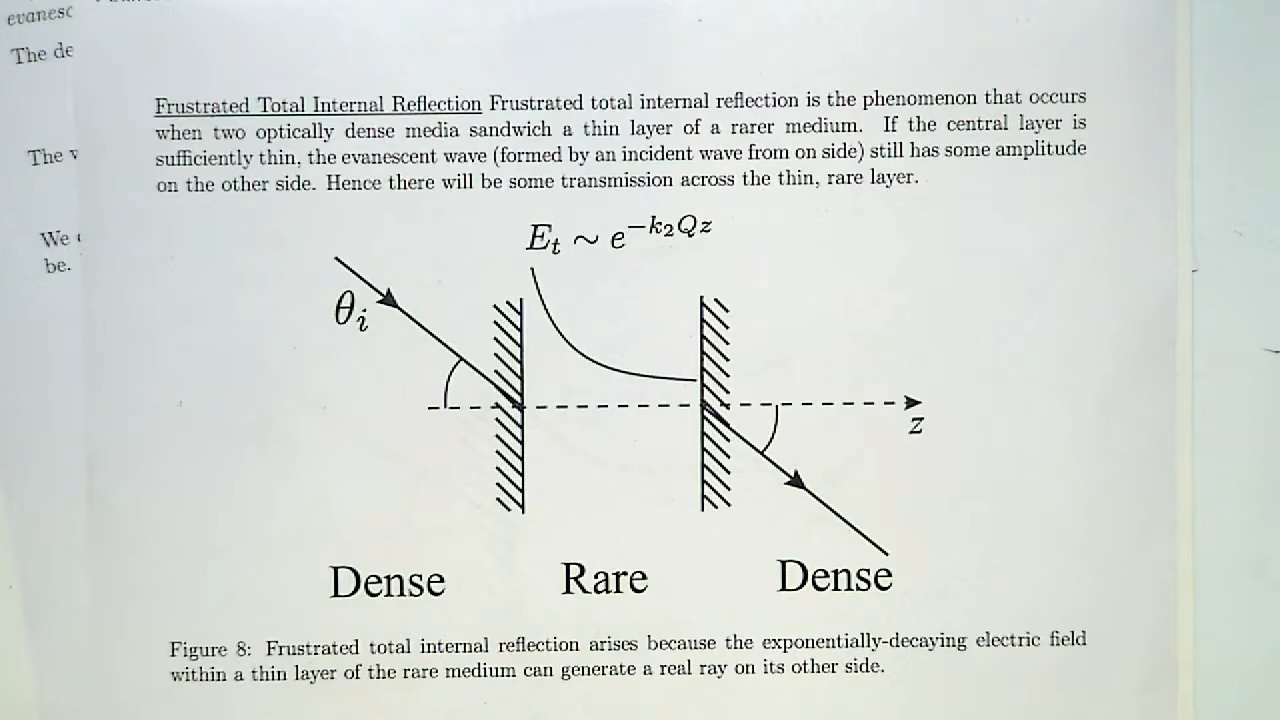 evanesc
The de
The v
We
be.
Frustrated Total Internal Reflection Frustrated total internal reflection is the phenomenon that occurs
when two optically dense media sandwich a thin layer of a rarer medium. If the central layer is
sufficiently thin, the evanescent wave (formed by an incident wave from on side) still has some amplitude
on the other side. Hence there will be some transmission across the thin, rare layer.
E_t ∼ e^{−k_2Qz}
θ_i
z
Dense Rare Dense
Figure 8: Frustrated total internal reflection arises because the exponentially-decaying electric field
within a thin layer of the rare medium can generate a real ray on its other side.